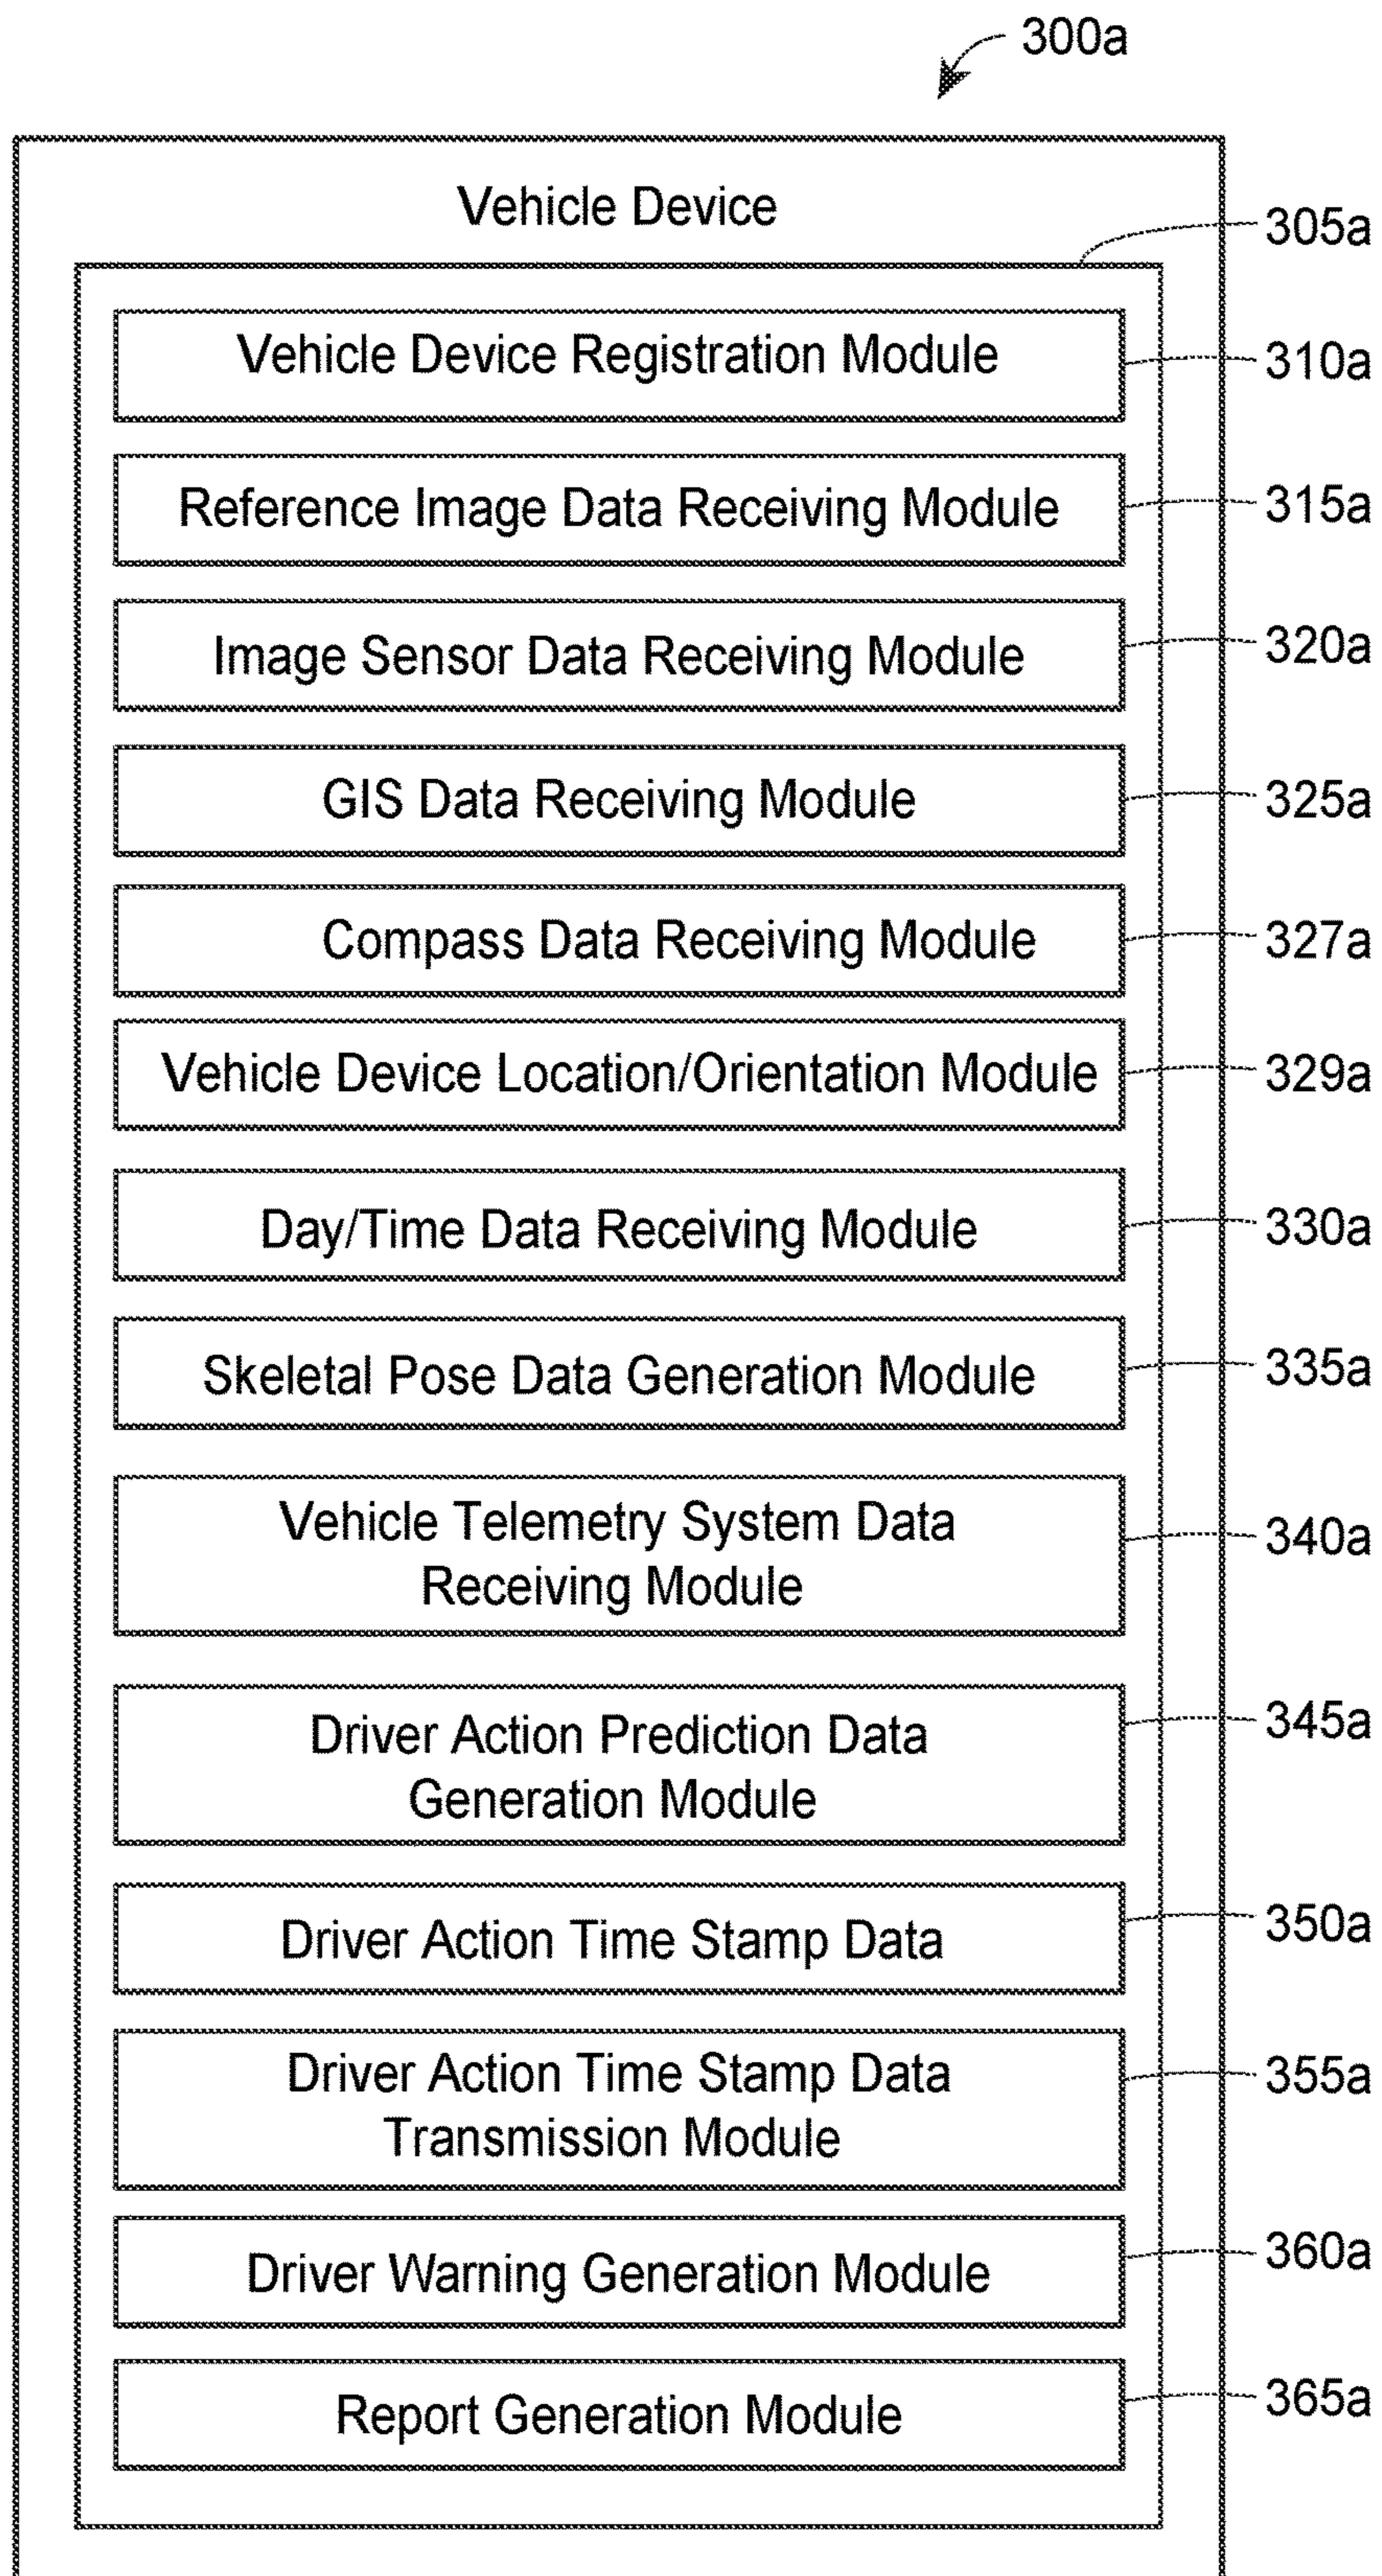 300a
Vehicle Device
305a
Vehicle Device Registration Module
310a
Reference Image Data Receiving Module
315a
Image Sensor Data Receiving Module
320a
GIS Data Receiving Module
325a
Compass Data Receiving Module
327a
Vehicle Device Location/Orientation Module
329a
Day/Time Data Receiving Module
330a
Skeletal Pose Data Generation Module
335a
Vehicle Telemetry System Data
Receiving Module
340a
Driver Action Prediction Data
Generation Module
345a
Driver Action Time Stamp Data
350a
Driver Action Time Stamp Data
Transmission Module
355a
Driver Warning Generation Module
360a
Report Generation Module
365a